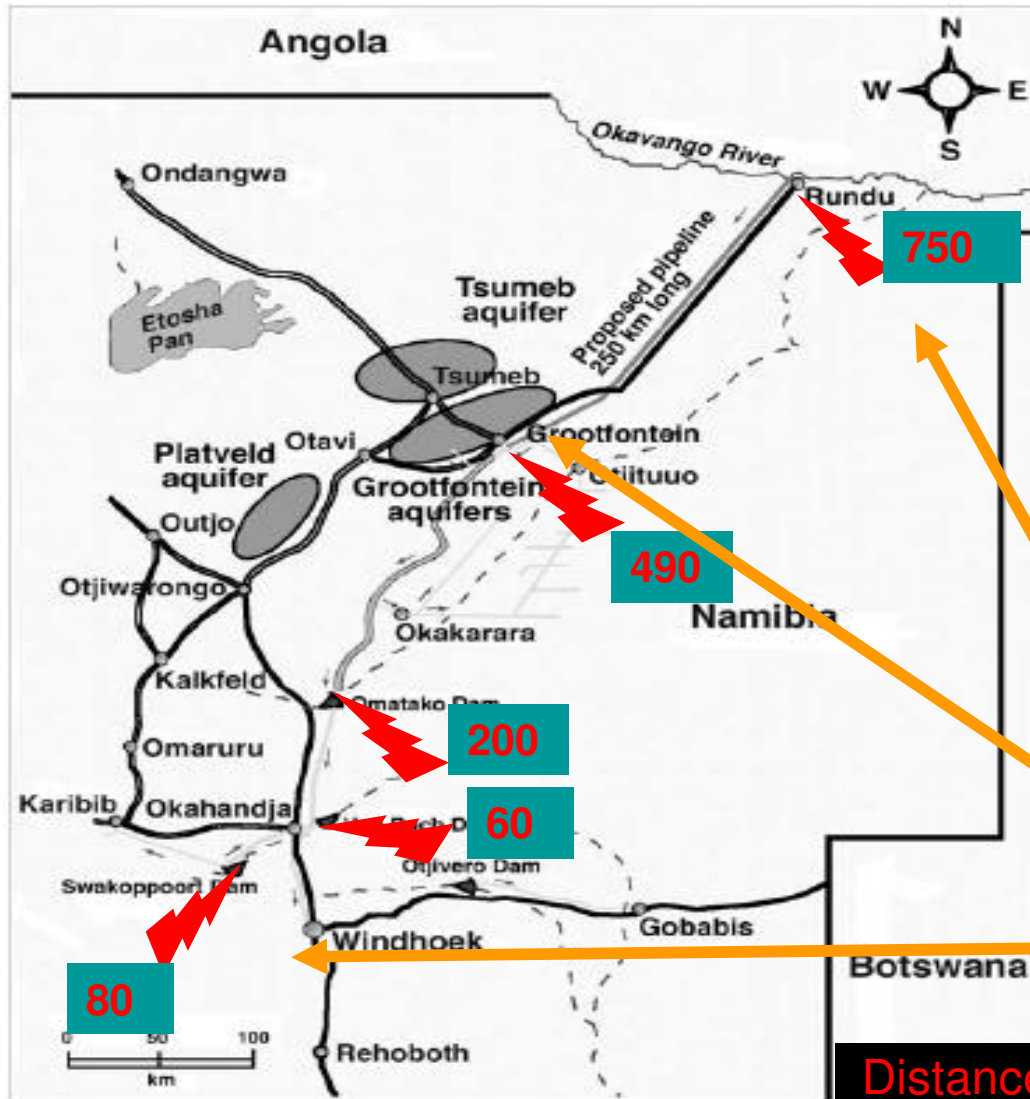 Angola
N
W E
S
Okavango River
Ondangwa
Rundu
750
Proposed pipeline
250 km long
Tsumeb
aquifer
Etosha
Pan
Tsumeb
Otavi
Grootfontein
Platveld
aquifer
Otjituuo
Grootfontein
aquifers
Outjo
490
Otjiwarongo
Okakarara
Namibia
Kalkfeld
Omatako Dam
200
Omaruru
Karibib
Okahandja
60
Otjivero Dam
Swakoppoort Dam
Gobabis
Windhoek
Botswana
80
0 50 100
km
Rehoboth
Distance